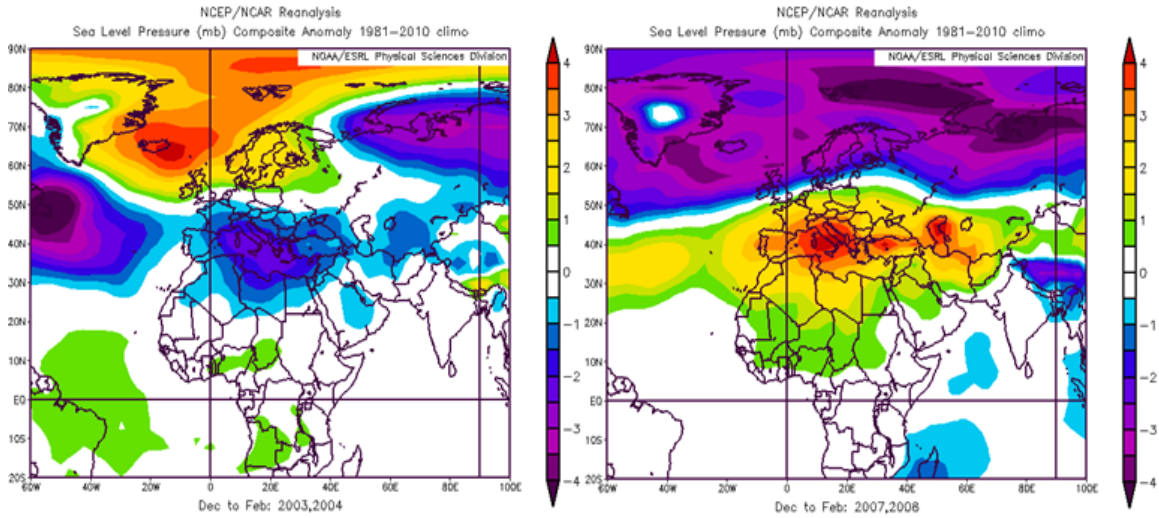 NCEP/NCAR Reanalysis
Sea Level Pressure (mb) Composite Anomaly 1981-2010 climo
NOAA/ESRL Physical Sciences Division
90N
80N
70N
60N
50N
40N
30N
20N
10N
EQ
10S
20S
60W
40W
20W
0
20E
40E
60E
80E
100E
4
3
2
1
0
-1
-2
-3
-4
Dec to Feb: 2003,2004
NCEP/NCAR Reanalysis
Sea Level Pressure (mb) Composite Anomaly 1981-2010 climo
NOAA/ESRL Physical Sciences Division
90N
80N
70N
60N
50N
40N
30N
20N
10N
EQ
10S
20S
60W
40W
20W
0
20E
40E
60E
80E
100E
4
3
2
1
0
-1
-2
-3
-4
Dec to Feb: 2007,2008